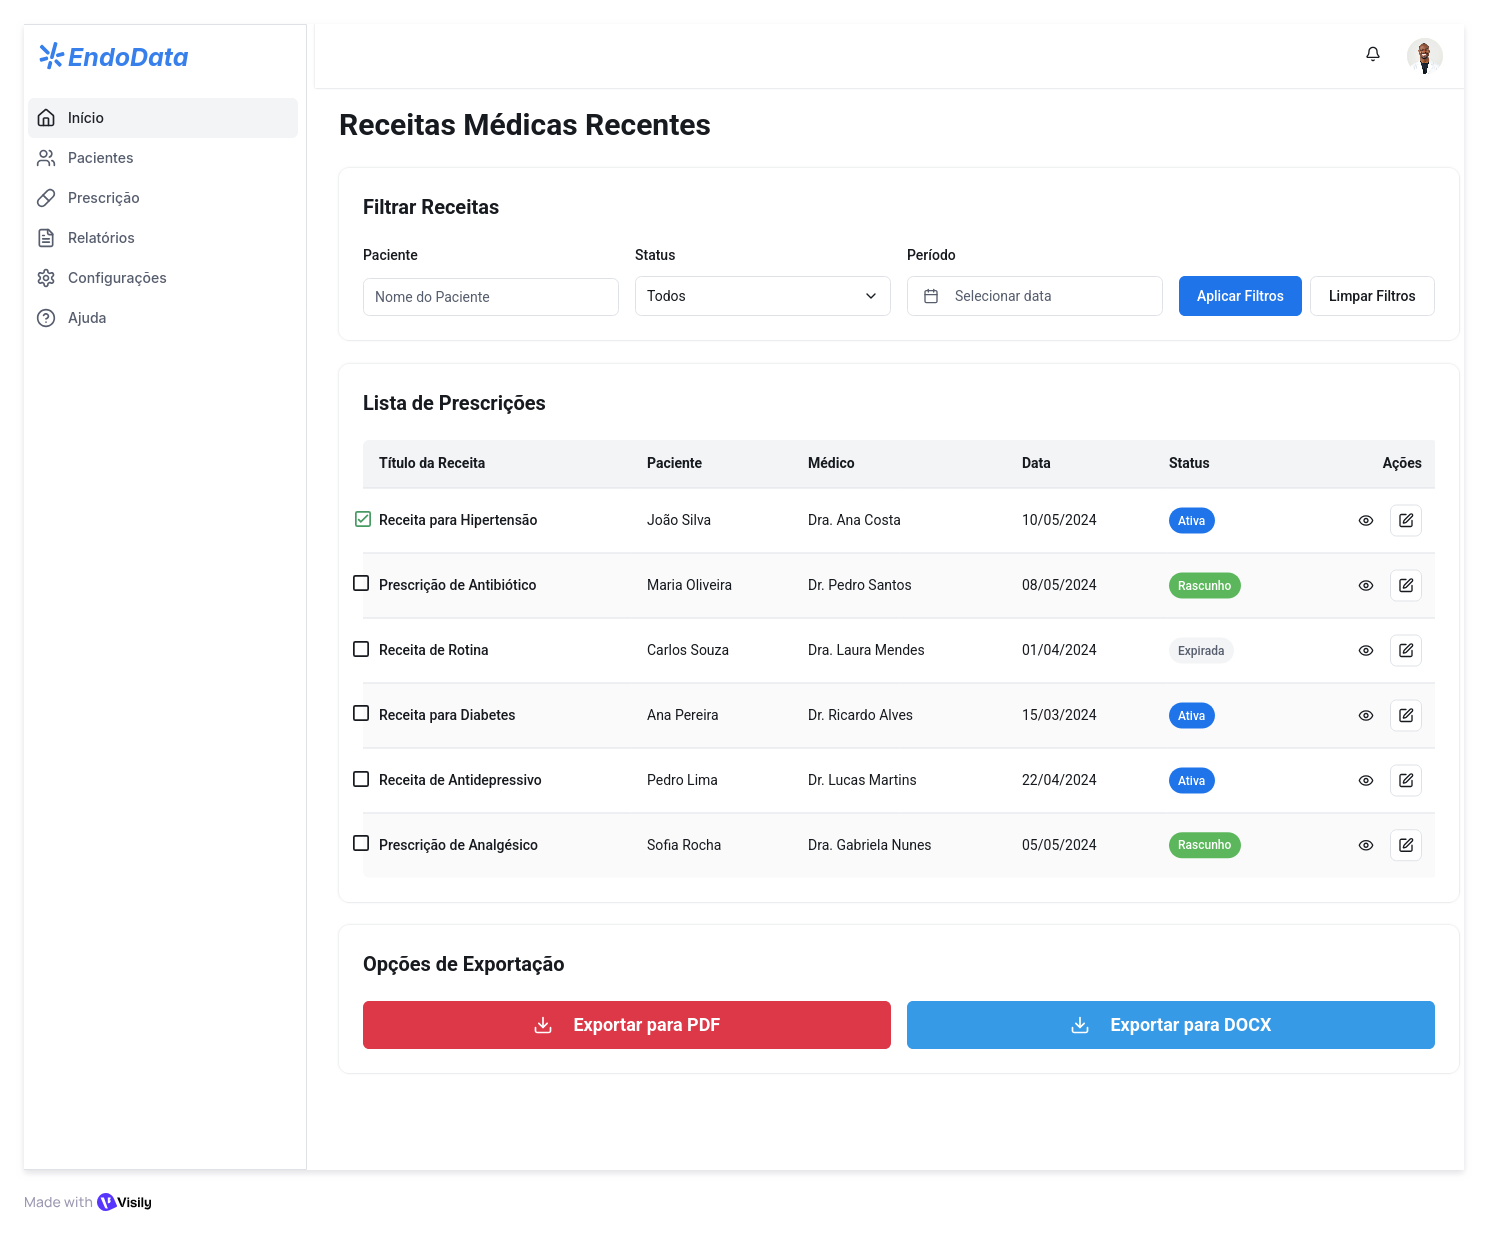 EndoData
Início
Pacientes
Prescrição
Relatórios
Configurações
Ajuda
Receitas Médicas Recentes
Filtrar Receitas
Paciente Status Período
Nome do Paciente Todos Selecionar data Aplicar Filtros Limpar Filtros
Lista de Prescrições
Título da Receita Paciente Médico Data Status Ações
Receita para Hipertensão João Silva Dra. Ana Costa 10/05/2024 Ativa
Prescrição de Antibiótico Maria Oliveira Dr. Pedro Santos 08/05/2024 Rascunho
Receita de Rotina Carlos Souza Dra. Laura Mendes 01/04/2024 Expirada
Receita para Diabetes Ana Pereira Dr. Ricardo Alves 15/03/2024 Ativa
Receita de Antidepressivo Pedro Lima Dr. Lucas Martins 22/04/2024 Ativa
Prescrição de Analgésico Sofia Rocha Dra. Gabriela Nunes 05/05/2024 Rascunho
Opções de Exportação
Exportar para PDF Exportar para DOCX
Made with Visily